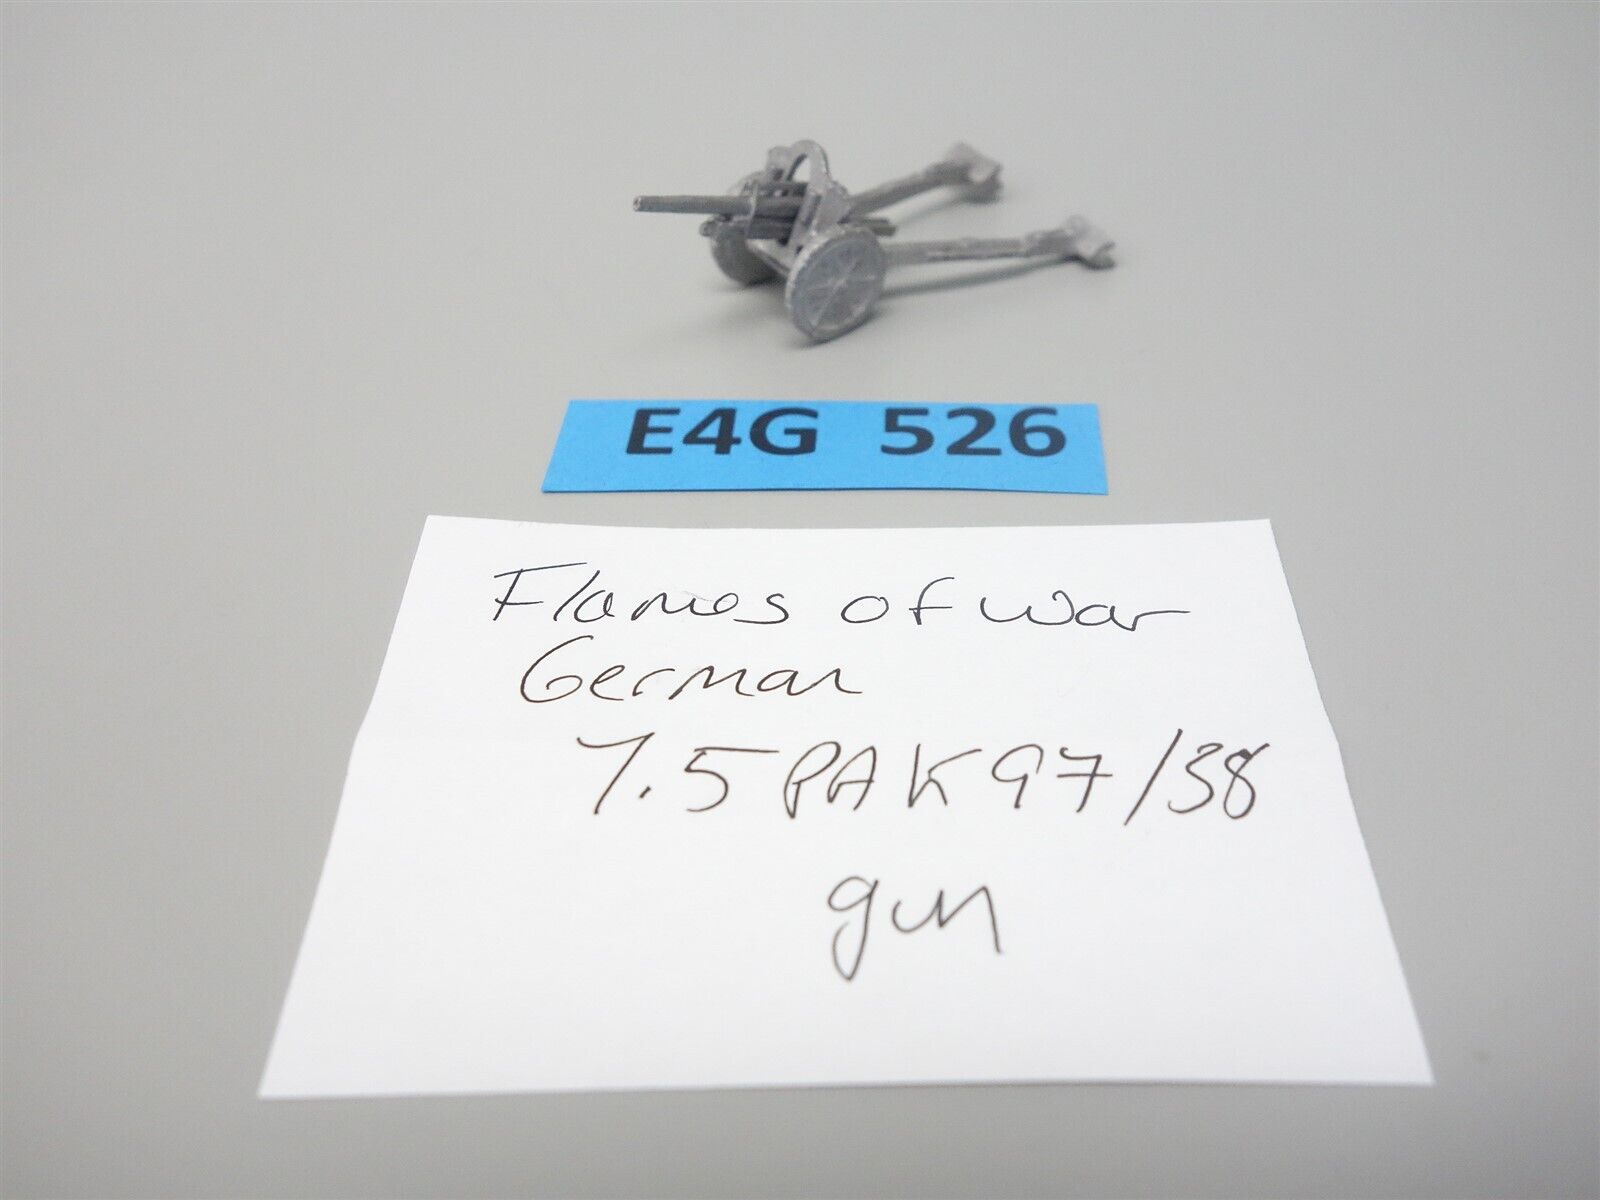 E4G 526
Flames of war
German
7.5 PAK 97/38
gun